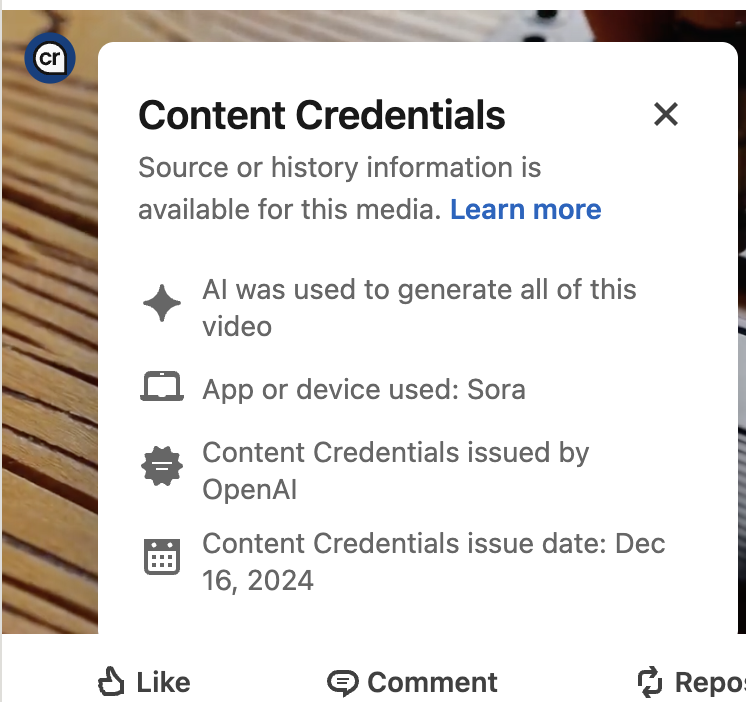 cr
Content Credentials
Source or history information is
available for this media. Learn more
AI was used to generate all of this
video
App or device used: Sora
Content Credentials issued by
OpenAI
Content Credentials issue date: Dec
16, 2024
Like Comment Repos